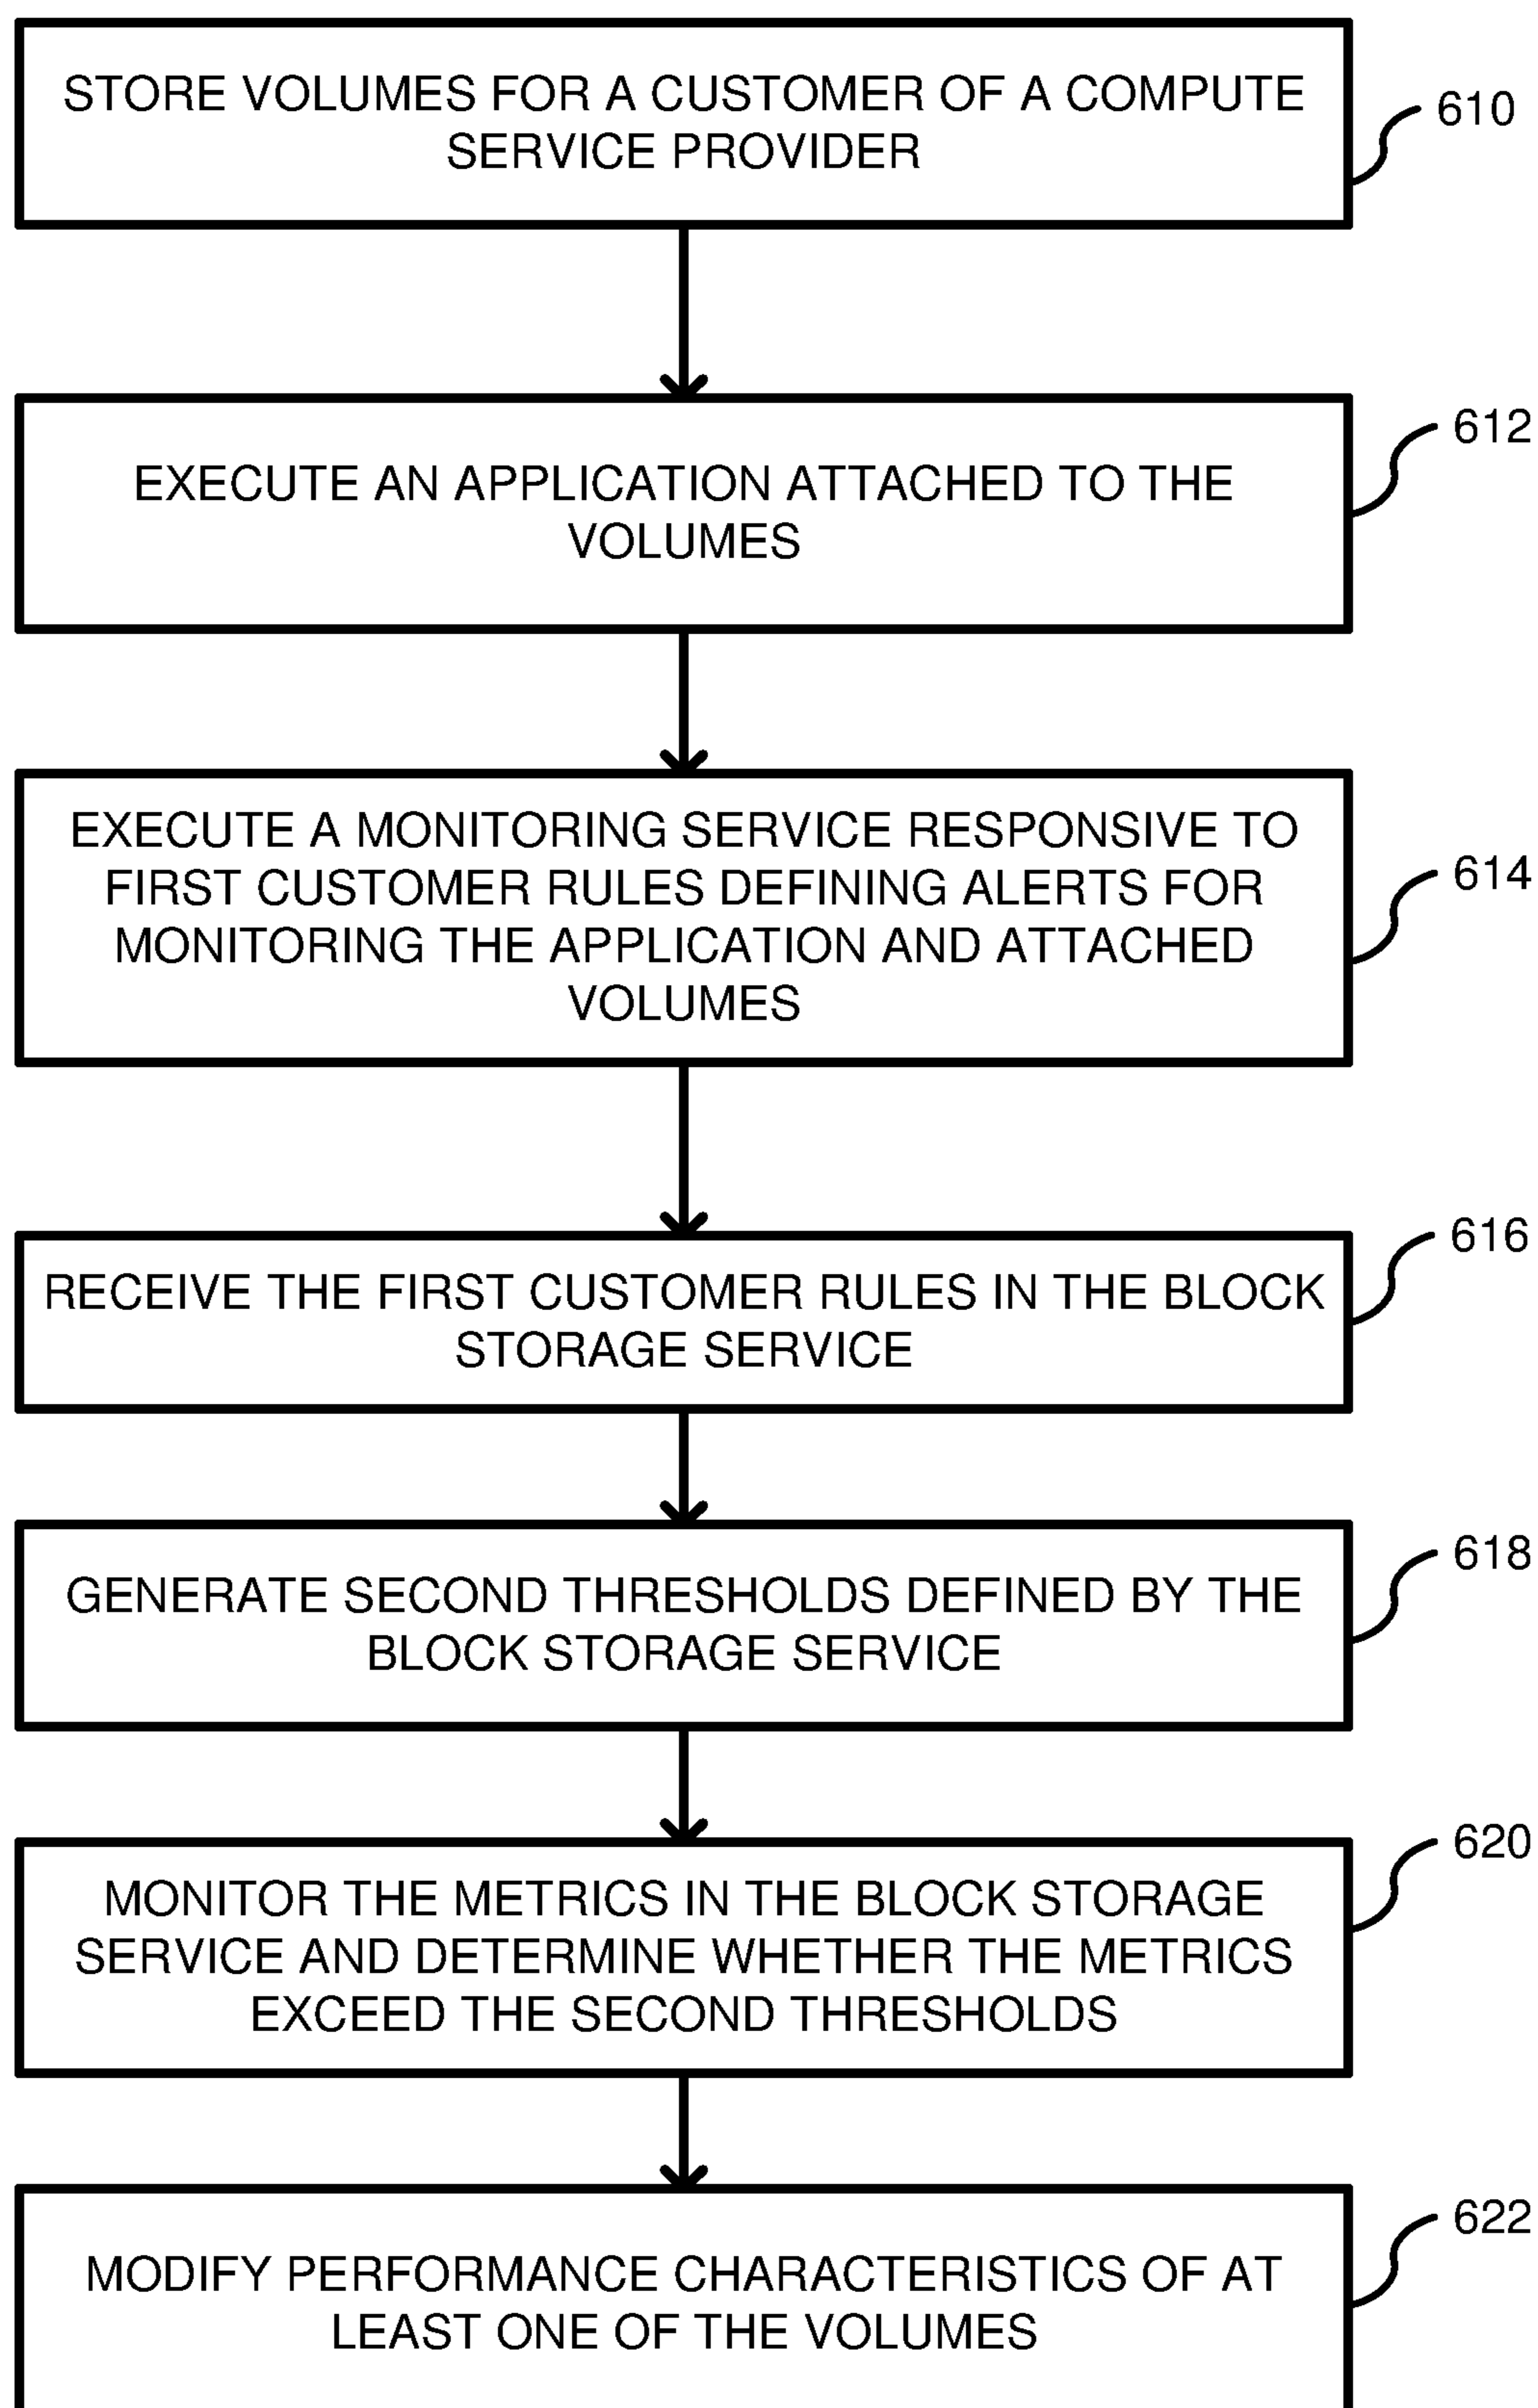 STORE VOLUMES FOR A CUSTOMER OF A COMPUTE
SERVICE PROVIDER
610
EXECUTE AN APPLICATION ATTACHED TO THE
VOLUMES
612
EXECUTE A MONITORING SERVICE RESPONSIVE TO
FIRST CUSTOMER RULES DEFINING ALERTS FOR
MONITORING THE APPLICATION AND ATTACHED
VOLUMES
614
RECEIVE THE FIRST CUSTOMER RULES IN THE BLOCK
STORAGE SERVICE
616
GENERATE SECOND THRESHOLDS DEFINED BY THE
BLOCK STORAGE SERVICE
618
MONITOR THE METRICS IN THE BLOCK STORAGE
SERVICE AND DETERMINE WHETHER THE METRICS
EXCEED THE SECOND THRESHOLDS
620
MODIFY PERFORMANCE CHARACTERISTICS OF AT
LEAST ONE OF THE VOLUMES
622